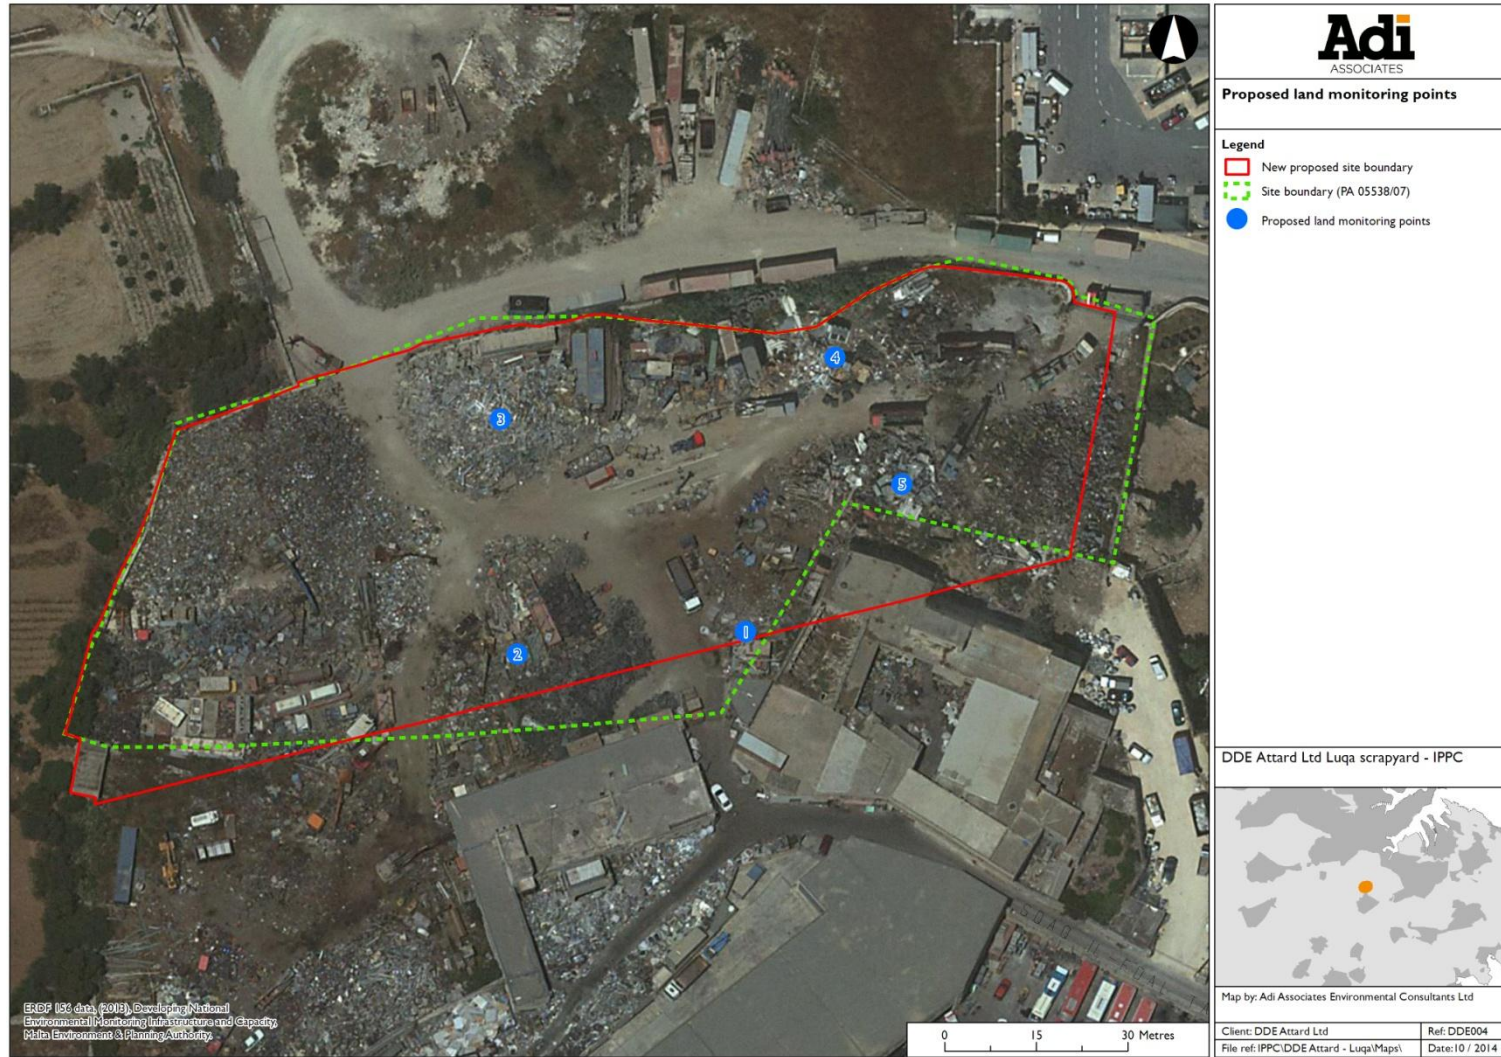 Adi
ASSOCIATES
Proposed land monitoring points
Legend
New proposed site boundary
Site boundary (PA 05538/07)
Proposed land monitoring points
4
3
5
1
2
DDE Attard Ltd Luqa scrapyard - IPPC
ERDF 156 data, (2013), Developing National
Environmental Monitoring Infrastructure and Capacity,
Malta Environment & Planning Authority.
0 15 30 Metres
Map by: Adi Associates Environmental Consultants Ltd
Client: DDE Attard Ltd
Ref: DDE004
File ref: IPPC\DDE Attard - Luqa\Maps\
Date:10 / 2014